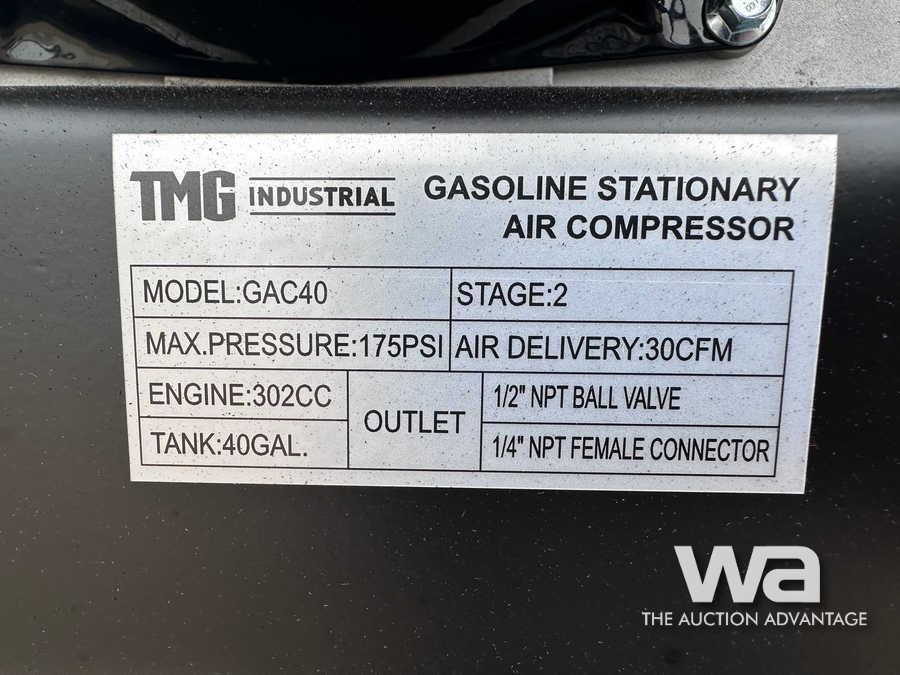 TMG INDUSTRIAL
GASOLINE STATIONARY
AIR COMPRESSOR
MODEL:GAC40
STAGE:2
MAX.PRESSURE:175PSI
AIR DELIVERY:30CFM
ENGINE:302CC
TANK:40GAL.
OUTLET
1/2" NPT BALL VALVE
1/4" NPT FEMALE CONNECTOR
wa
THE AUCTION ADVANTAGE